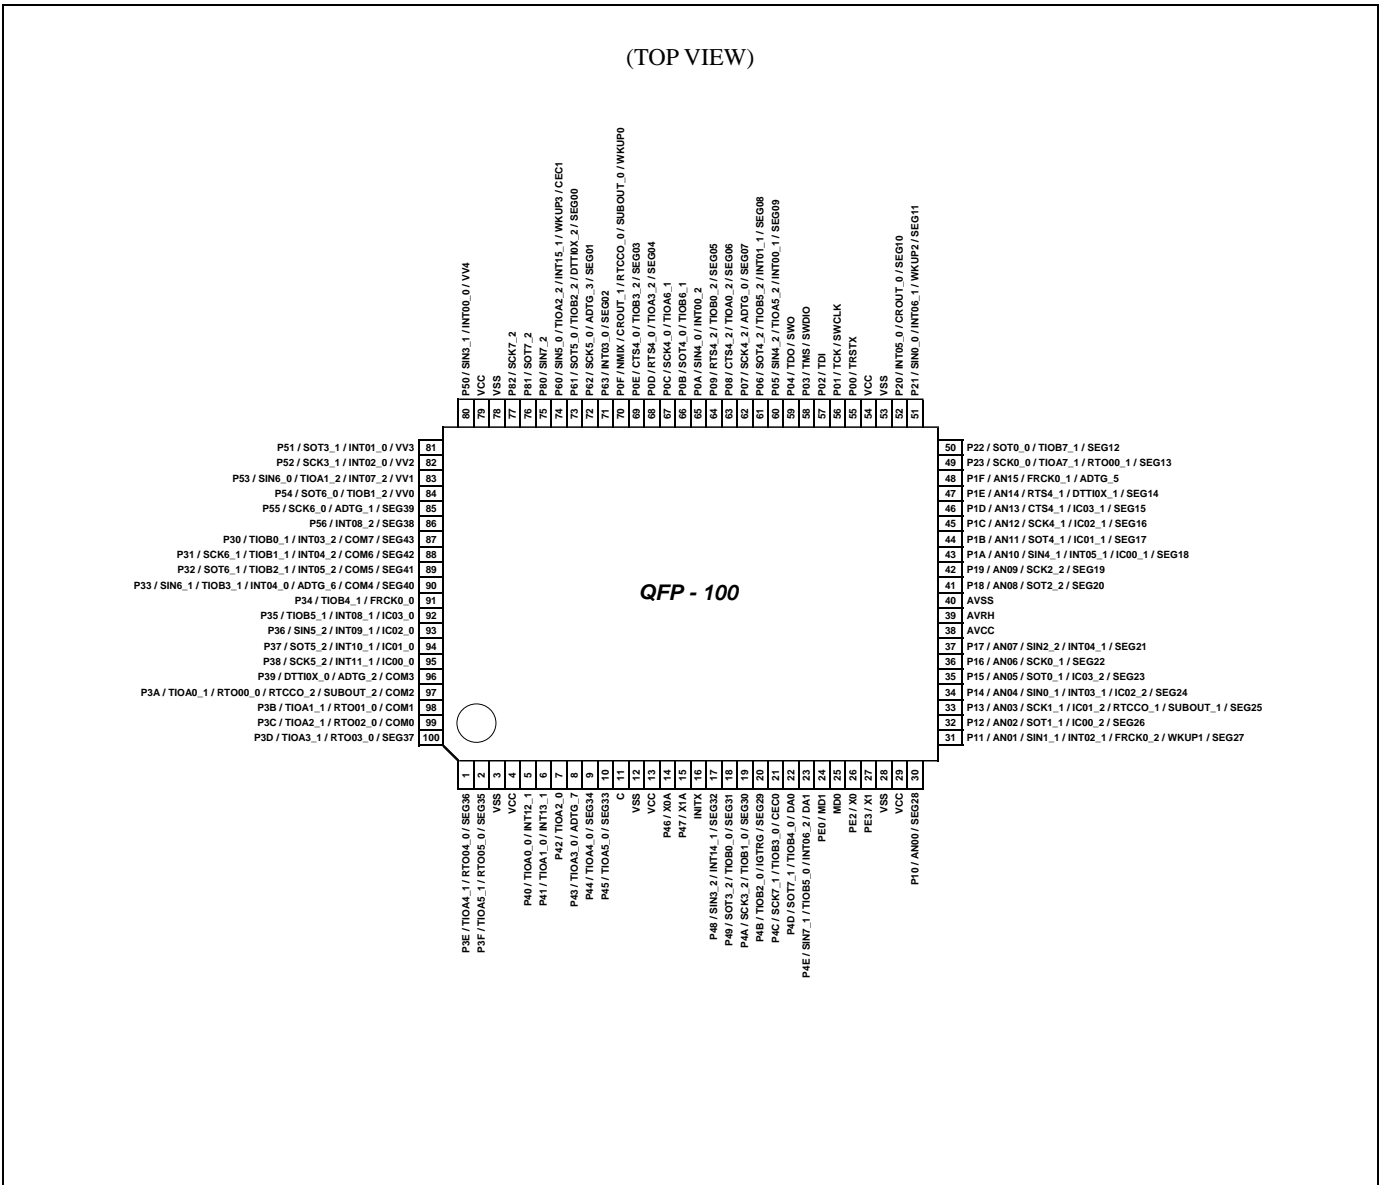 (TOP VIEW)
P50 / SIN3_1 / INT00_0 / VV4
VCC
VSS
P82 / SCK7_2
P81 / SOT7_2
P80 / SIN7_2
P60 / SIN5_0 / TIOA2_2 / INT15_1 / WKUP3 / CEC1
P61 / SOT5_0 / TIOB2_2 / DTTI0X_2 / SEG00
P62 / SCK5_0 / ADTG_3 / SEG01
P63 / INT03_0 / SEG02
P0F / NMIX / CROUT_1 / RTCCO_0 / SUBOUT_0 / WKUP0
P0E / CTS4_0 / TIOB3_2 / SEG03
P0D / RTS4_0 / TIOA3_2 / SEG04
P0C / SCK4_0 / TIOA6_1
P0B / SOT4_0 / TIOB6_1
P0A / SIN4_0 / INT00_2
P09 / RTS4_2 / TIOB0_2 / SEG05
P08 / CTS4_2 / TIOA0_2 / SEG06
P07 / SCK4_2 / ADTG_0 / SEG07
P06 / SOT4_2 / TIOB5_2 / INT01_1 / SEG08
P05 / SIN4_2 / TIOA5_2 / INT00_1 / SEG09
P04 / TDO / SWO
P03 / TMS / SWDIO
P02 / TDI
P01 / TCK / SWCLK
P00 / TRSTX
VCC
VSS
P20 / INT05_0 / CROUT_0 / SEG10
P21 / SIN0_0 / INT06_1 / WKUP2 / SEG11
80 79 78 77 76 75 74 73 72 71 70 69 68 67 66 65 64 63 62 61 60 59 58 57 56 55 54 53 52 51
P51 / SOT3_1 / INT01_0 / VV3 81
P52 / SCK3_1 / INT02_0 / VV2 82
P53 / SIN6_0 / TIOA1_2 / INT07_2 / VV1 83
P54 / SOT6_0 / TIOB1_2 / VV0 84
P55 / SCK6_0 / ADTG_1 / SEG39 85
P56 / INT08_2 / SEG38 86
P30 / TIOB0_1 / INT03_2 / COM7 / SEG43 87
P31 / SCK6_1 / TIOB1_1 / INT04_2 / COM6 / SEG42 88
P32 / SOT6_1 / TIOB2_1 / INT05_2 / COM5 / SEG41 89
P33 / SIN6_1 / TIOB3_1 / INT04_0 / ADTG_6 / COM4 / SEG40 90
P34 / TIOB4_1 / FRCK0_0 91
P35 / TIOB5_1 / INT08_1 / IC03_0 92
P36 / SIN5_2 / INT09_1 / IC02_0 93
P37 / SOT5_2 / INT10_1 / IC01_0 94
P38 / SCK5_2 / INT11_1 / IC00_0 95
P39 / DTTI0X_0 / ADTG_2 / COM3 96
P3A / TIOA0_1 / RTO00_0 / RTCCO_2 / SUBOUT_2 / COM2 97
P3B / TIOA1_1 / RTO01_0 / COM1 98
P3C / TIOA2_1 / RTO02_0 / COM0 99
P3D / TIOA3_1 / RTO03_0 / SEG37 100
QFP - 100
50 P22 / SOT0_0 / TIOB7_1 / SEG12
49 P23 / SCK0_0 / TIOA7_1 / RTO00_1 / SEG13
48 P1F / AN15 / FRCK0_1 / ADTG_5
47 P1E / AN14 / RTS4_1 / DTTI0X_1 / SEG14
46 P1D / AN13 / CTS4_1 / IC03_1 / SEG15
45 P1C / AN12 / SCK4_1 / IC02_1 / SEG16
44 P1B / AN11 / SOT4_1 / IC01_1 / SEG17
43 P1A / AN10 / SIN4_1 / INT05_1 / IC00_1 / SEG18
42 P19 / AN09 / SCK2_2 / SEG19
41 P18 / AN08 / SOT2_2 / SEG20
40 AVSS
39 AVRH
38 AVCC
37 P17 / AN07 / SIN2_2 / INT04_1 / SEG21
36 P16 / AN06 / SCK0_1 / SEG22
35 P15 / AN05 / SOT0_1 / IC03_2 / SEG23
34 P14 / AN04 / SIN0_1 / INT03_1 / IC02_2 / SEG24
33 P13 / AN03 / SCK1_1 / IC01_2 / RTCCO_1 / SUBOUT_1 / SEG25
32 P12 / AN02 / SOT1_1 / IC00_2 / SEG26
31 P11 / AN01 / SIN1_1 / INT02_1 / FRCK0_2 / WKUP1 / SEG27
1 2 3 4 5 6 7 8 9 10 11 12 13 14 15 16 17 18 19 20 21 22 23 24 25 26 27 28 29 30
P3E / TIOA4_1 / RTO04_0 / SEG36
P3F / TIOA5_1 / RTO05_0 / SEG35
VSS
VCC
P40 / TIOA0_0 / INT12_1
P41 / TIOA1_0 / INT13_1
P42 / TIOA2_0
P43 / TIOA3_0 / ADTG_7
P44 / TIOA4_0 / SEG34
P45 / TIOA5_0 / SEG33
C
VSS
VCC
P46 / X0A
P47 / X1A
INITX
P48 / SIN3_2 / INT14_1 / SEG32
P49 / SOT3_2 / TIOB0_0 / SEG31
P4A / SCK3_2 / TIOB1_0 / SEG30
P4B / TIOB2_0 / IGTRG / SEG29
P4C / SCK7_1 / TIOB3_0 / CEC0
P4D / SOT7_1 / TIOB4_0 / DA0
P4E / SIN7_1 / TIOB5_0 / INT06_2 / DA1
PE0 / MD1
MD0
PE2 / X0
PE3 / X1
VSS
VCC
P10 / AN00 / SEG28